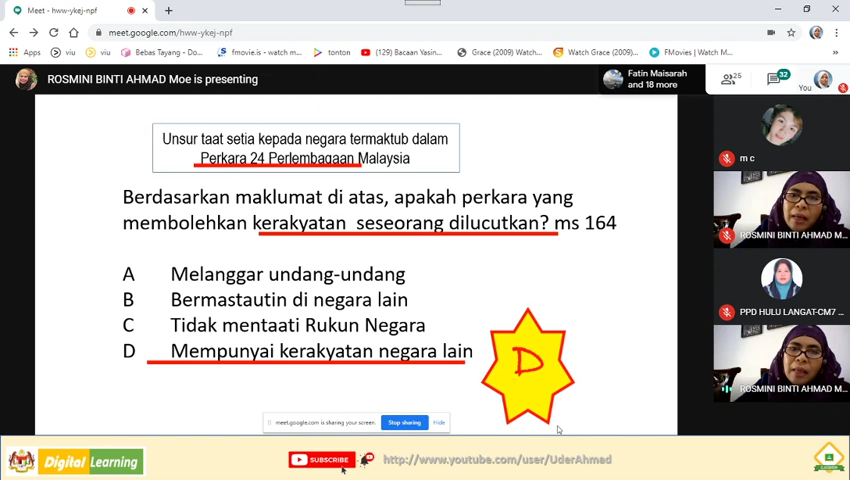 Meet - hww-ykej-npf
meet.google.com/hww-ykej-npf
Apps
viu
viu
Bebas Tayang - Do...
fmovie.is - watch m...
tonton
(129) Bacaan Yasin...
Grace (2009) Watc...
Watch Grace (2009)...
FMovies | Watch M...
ROSMINI BINTI AHMAD Moe is presenting
Fatin Maisarah
and 18 more
25
32
You
Unsur taat setia kepada negara termaktub dalam
Perkara 24 Perlembagaan Malaysia
Berdasarkan maklumat di atas, apakah perkara yang
membolehkan kerakyatan seseorang dilucutkan? ms 164
A Melanggar undang-undang
B Bermastautin di negara lain
C Tidak mentaati Rukun Negara
D Mempunyai kerakyatan negara lain
D
m c
ROSMINI BINTI AHMAD M...
PPD HULU LANGAT-CM7 ...
ROSMINI BINTI AHMAD M...
meet.google.com is sharing your screen.
Stop sharing
Hide
Digital Learning
SUBSCRIBE
http://www.youtube.com/user/UderAhmad